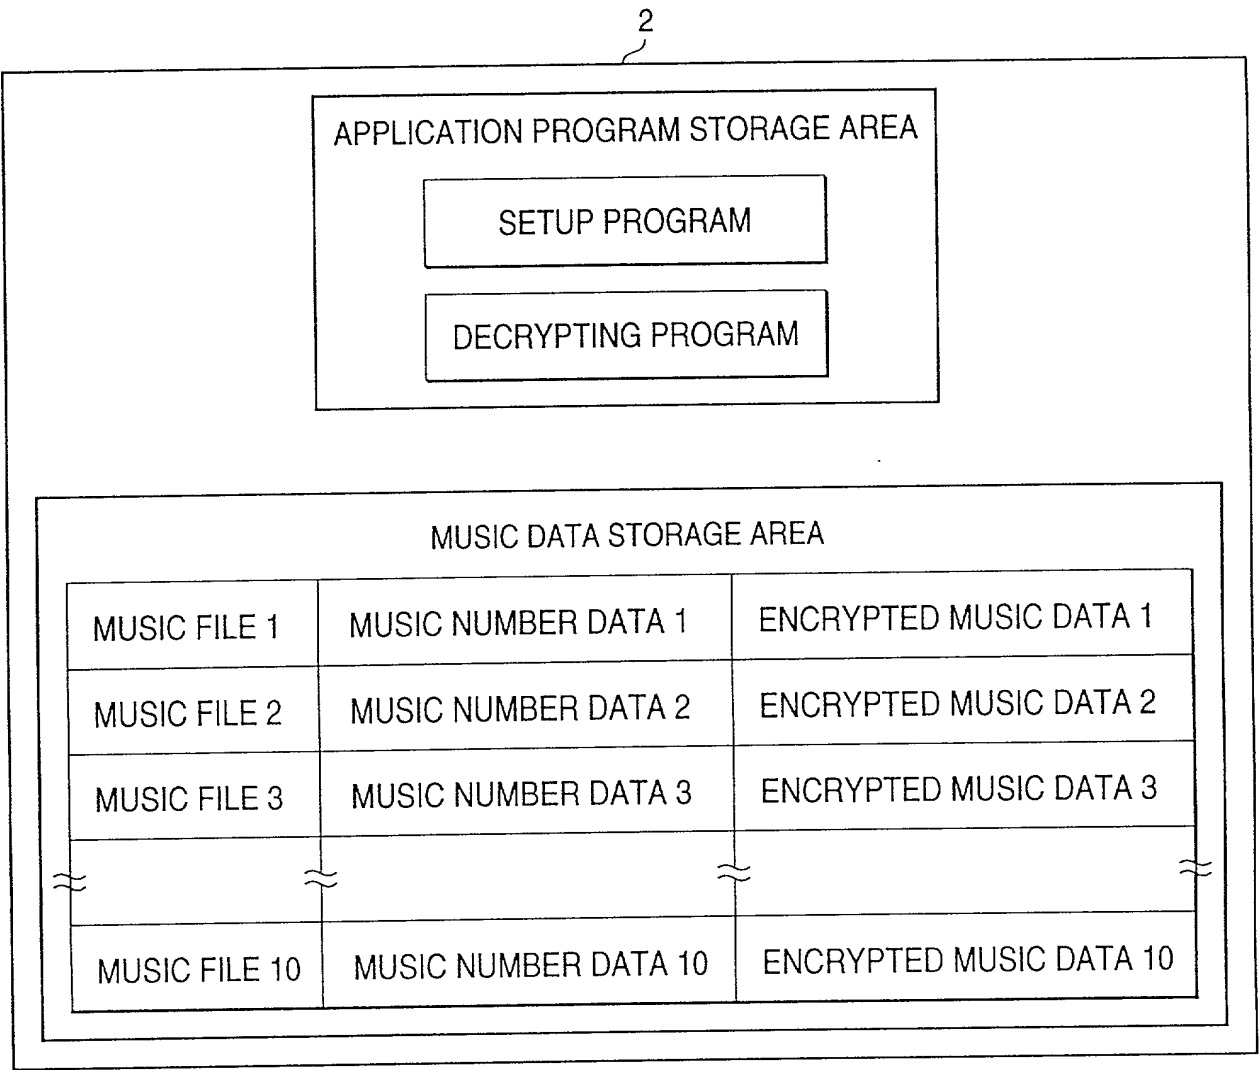 2
APPLICATION PROGRAM STORAGE AREA
SETUP PROGRAM
DECRYPTING PROGRAM
MUSIC DATA STORAGE AREA
MUSIC FILE 1 MUSIC NUMBER DATA 1 ENCRYPTED MUSIC DATA 1
MUSIC FILE 2 MUSIC NUMBER DATA 2 ENCRYPTED MUSIC DATA 2
MUSIC FILE 3 MUSIC NUMBER DATA 3 ENCRYPTED MUSIC DATA 3
MUSIC FILE 10 MUSIC NUMBER DATA 10 ENCRYPTED MUSIC DATA 10